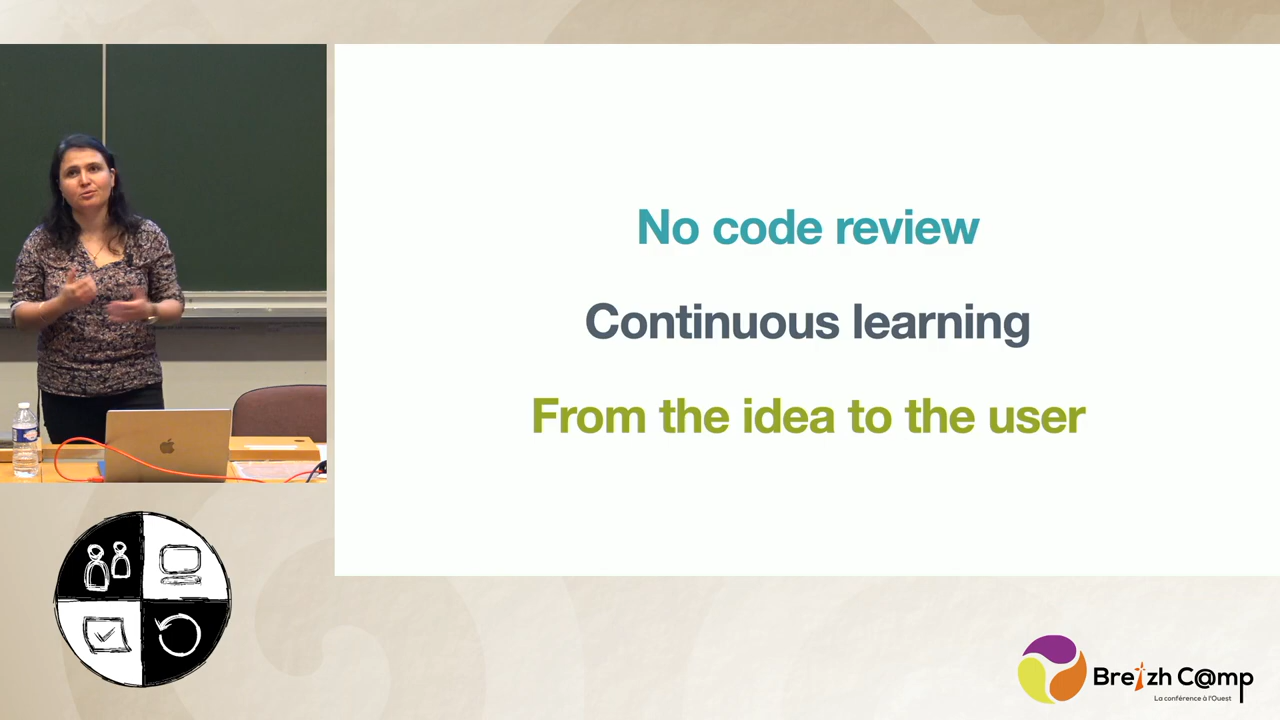 No code review
Continuous learning
From the idea to the user
Breizh C@mp
La conférence à l'Ouest